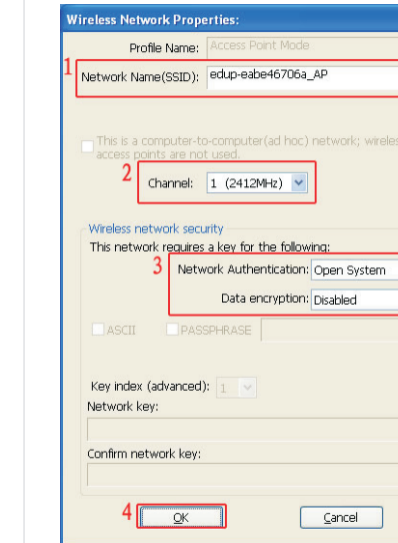 Wireless Network Properties:
Profile Name: Access Point Mode
1
Network Name(SSID): edup-eabe46706a_AP
This is a computer-to-computer(ad hoc) network; wireles
access points are not used.
2
Channel: 1 (2412MHz)
Wireless network security
This network requires a key for the following:
3
Network Authentication: Open System
Data encryption: Disabled
ASCII PASSPHRASE
Key index (advanced): 1
Network key:
Confirm network key:
4 OK Cancel